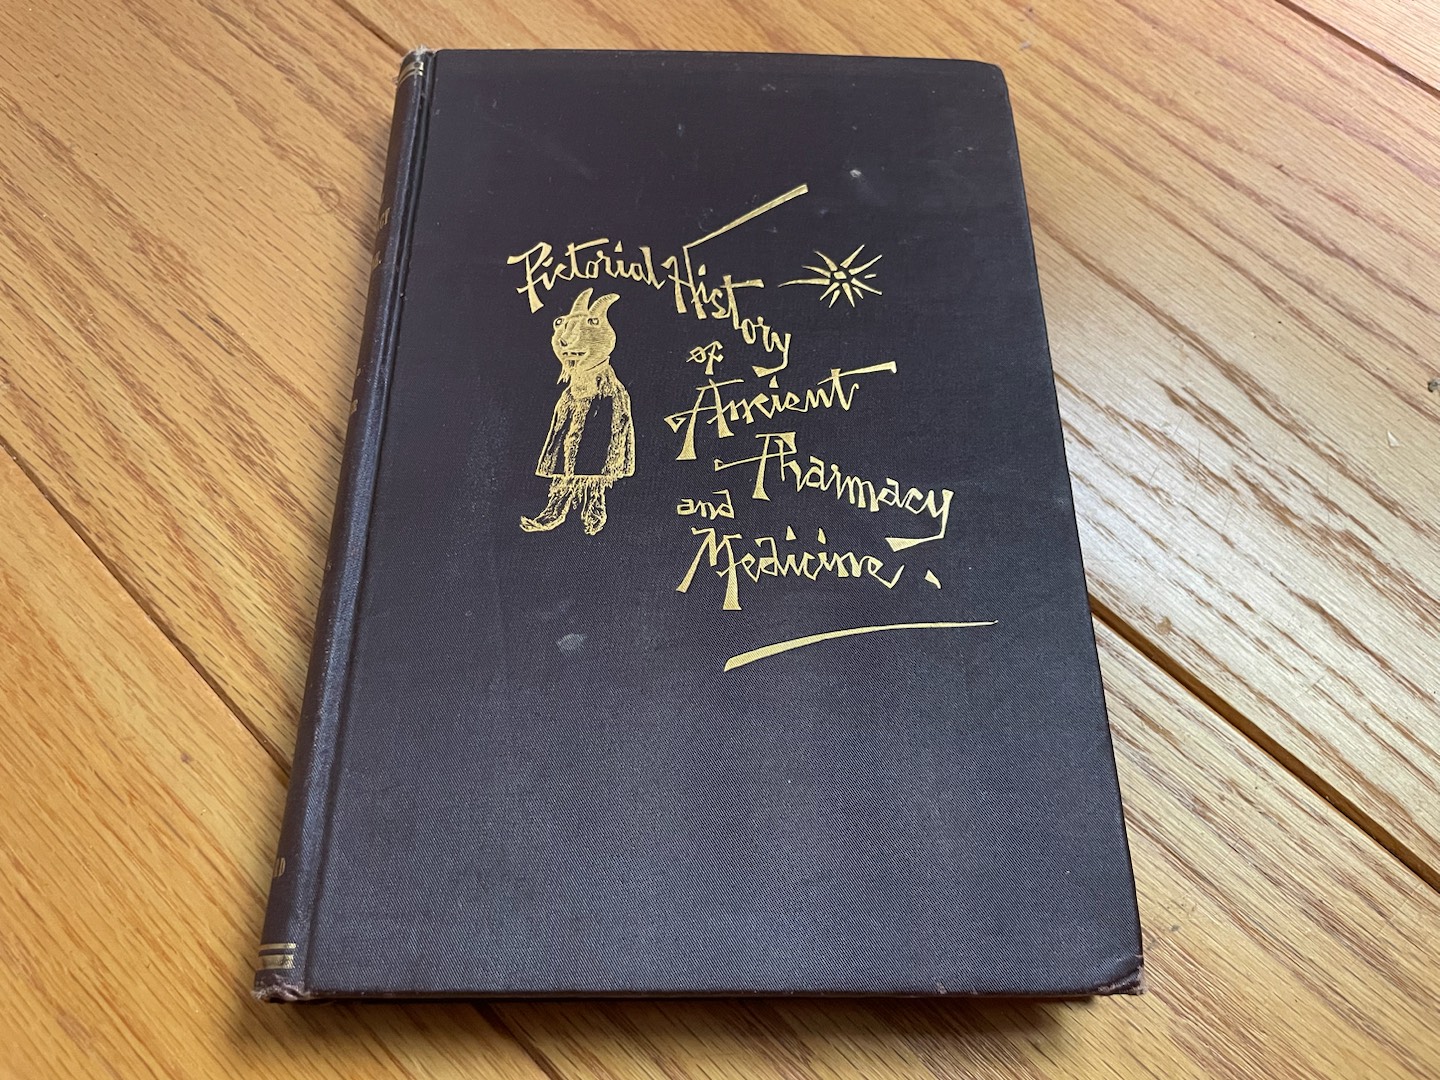 Pictorial History
of
Ancient
Pharmacy
and
Medicine.